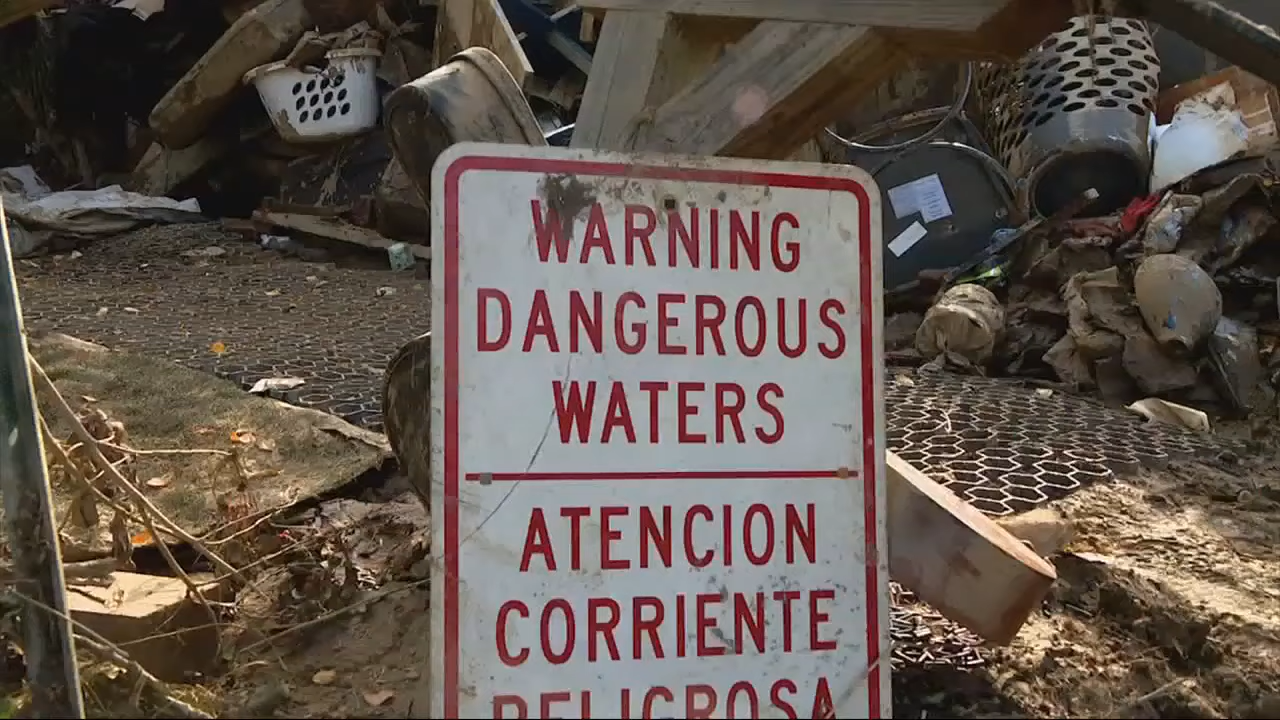 WARNING
DANGEROUS
WATERS
ATENCION
CORRIENTE
PELIGROSA